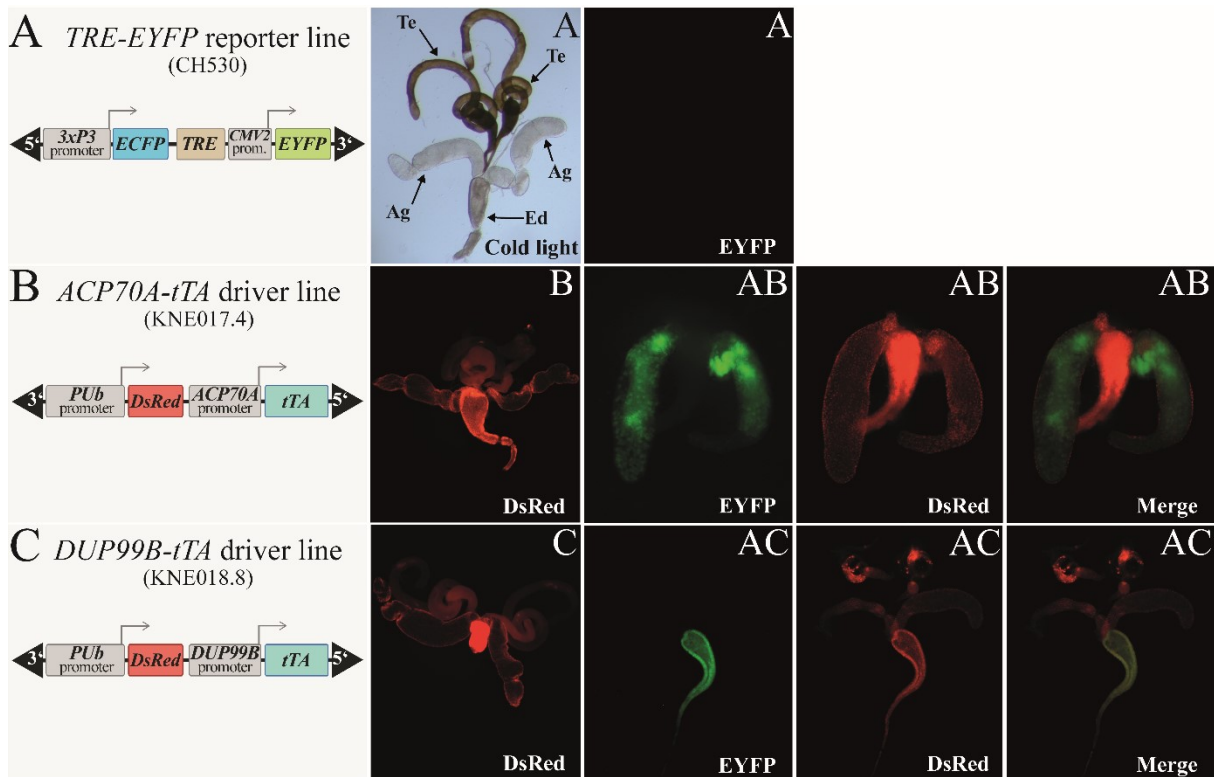 A TRE-EYFP reporter line
(CH530)
5‘ 3xP3 promoter ECFP TRE CMV2 prom. EYFP 3‘
A
Te
Te
Ag
Ag
Ed
Cold light
A
EYFP
B ACP70A-tTA driver line
(KNE017.4)
3‘ PUb promoter DsRed ACP70A promoter tTA 5‘
B
DsRed
AB
EYFP
AB
DsRed
AB
Merge
C DUP99B-tTA driver line
(KNE018.8)
3‘ PUb promoter DsRed DUP99B promoter tTA 5‘
C
DsRed
AC
EYFP
AC
DsRed
AC
Merge